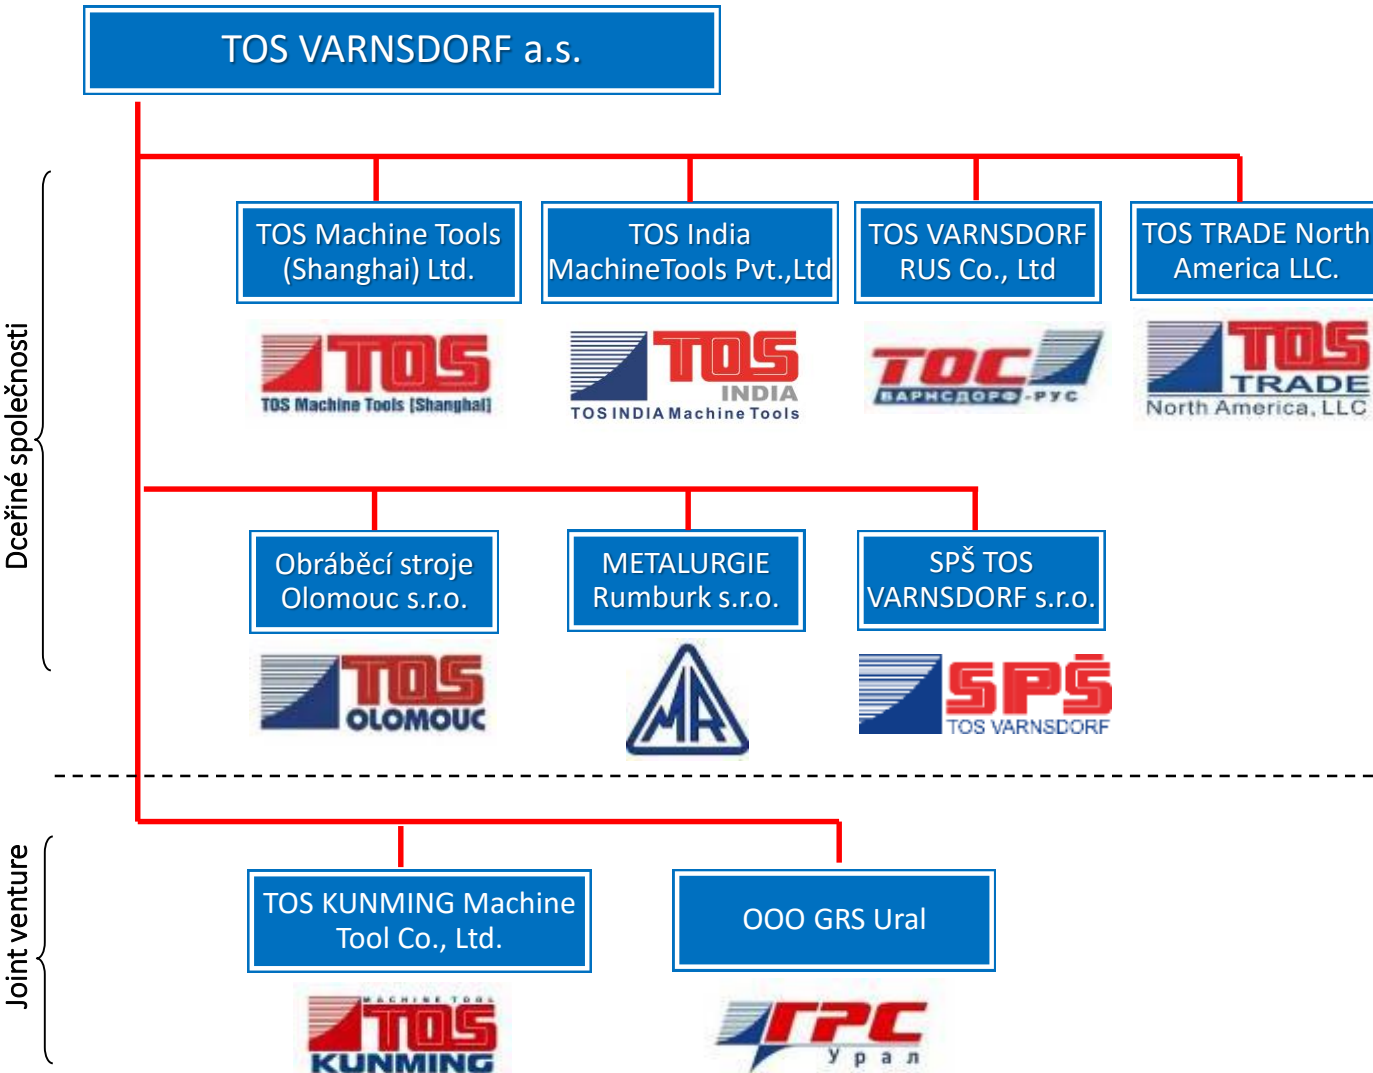 TOS VARNSDORF a.s.
Dceřiné společnosti
TOS Machine Tools
(Shanghai) Ltd.
TOS India
MachineTools Pvt.,Ltd
TOS VARNSDORF
RUS Co., Ltd
TOS TRADE North
America LLC.
TOS
TOS Machine Tools [Shanghai]
TOS
INDIA
TOS INDIA Machine Tools
ТОС
ВАРНСДОРФ-РУС
TOS
TRADE
North America, LLC
Obráběcí stroje
Olomouc s.r.o.
METALURGIE
Rumburk s.r.o.
SPŠ TOS
VARNSDORF s.r.o.
TOS
OLOMOUC
MR
SPŠ
TOS VARNSDORF
Joint venture
TOS KUNMING Machine
Tool Co., Ltd.
OOO GRS Ural
MACHINE TOOL
TOS
KUNMING
ГРС
Урал